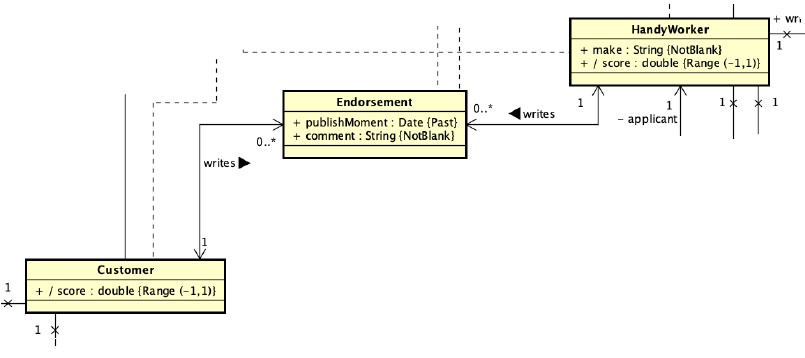 + wri
HandyWorker
1
+ make : String {NotBlank}
+ / score : double {Range (-1,1)}
Endorsement
0..*
1
1
1
1
+ publishMoment : Date {Past}
writes
- applicant
+ comment : String {NotBlank}
0..*
writes
1
Customer
1
+ / score : double {Range (-1,1)}
1